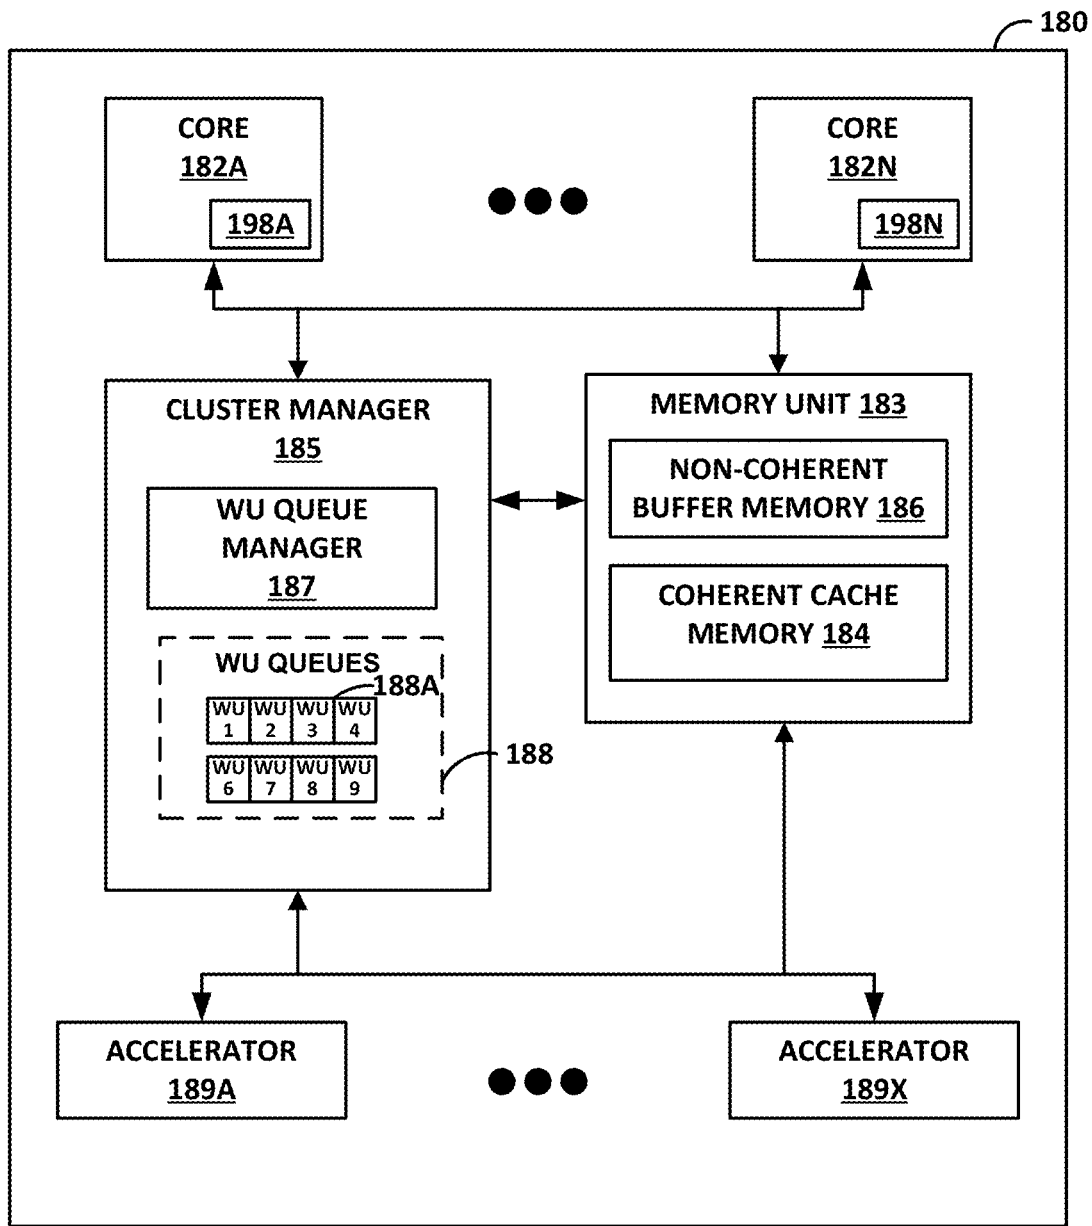 180
CORE
182A
198A
CORE
182N
198N
CLUSTER MANAGER
185
WU QUEUE
MANAGER
187
WU QUEUES
188A
WU WU WU WU
1 2 3 4
WU WU WU WU
6 7 8 9
188
MEMORY UNIT 183
NON-COHERENT
BUFFER MEMORY 186
COHERENT CACHE
MEMORY 184
ACCELERATOR
189A
ACCELERATOR
189X